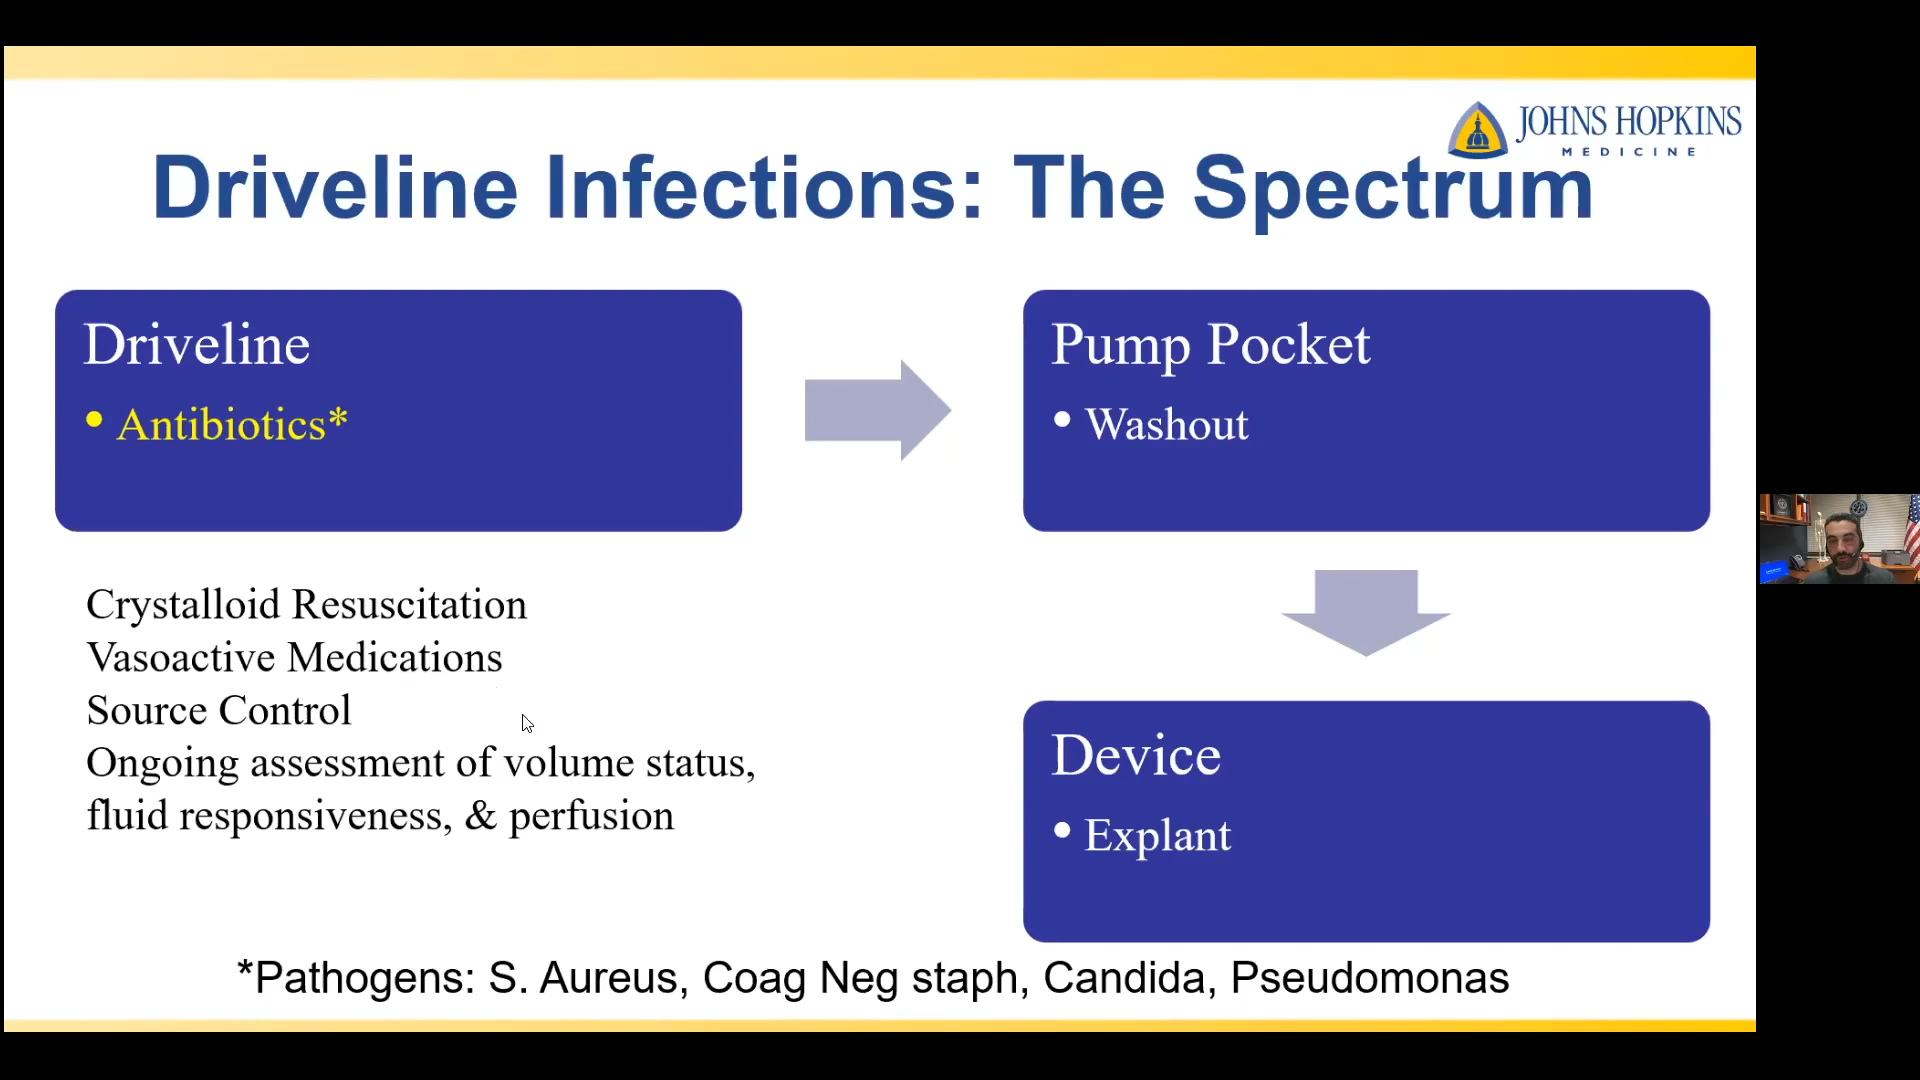 JOHNS HOPKINS
MEDICINE
Driveline Infections: The Spectrum
Driveline
• Antibiotics*
Pump Pocket
• Washout
Crystalloid Resuscitation
Vasoactive Medications
Source Control
Ongoing assessment of volume status,
fluid responsiveness, & perfusion
Device
• Explant
*Pathogens: S. Aureus, Coag Neg staph, Candida, Pseudomonas